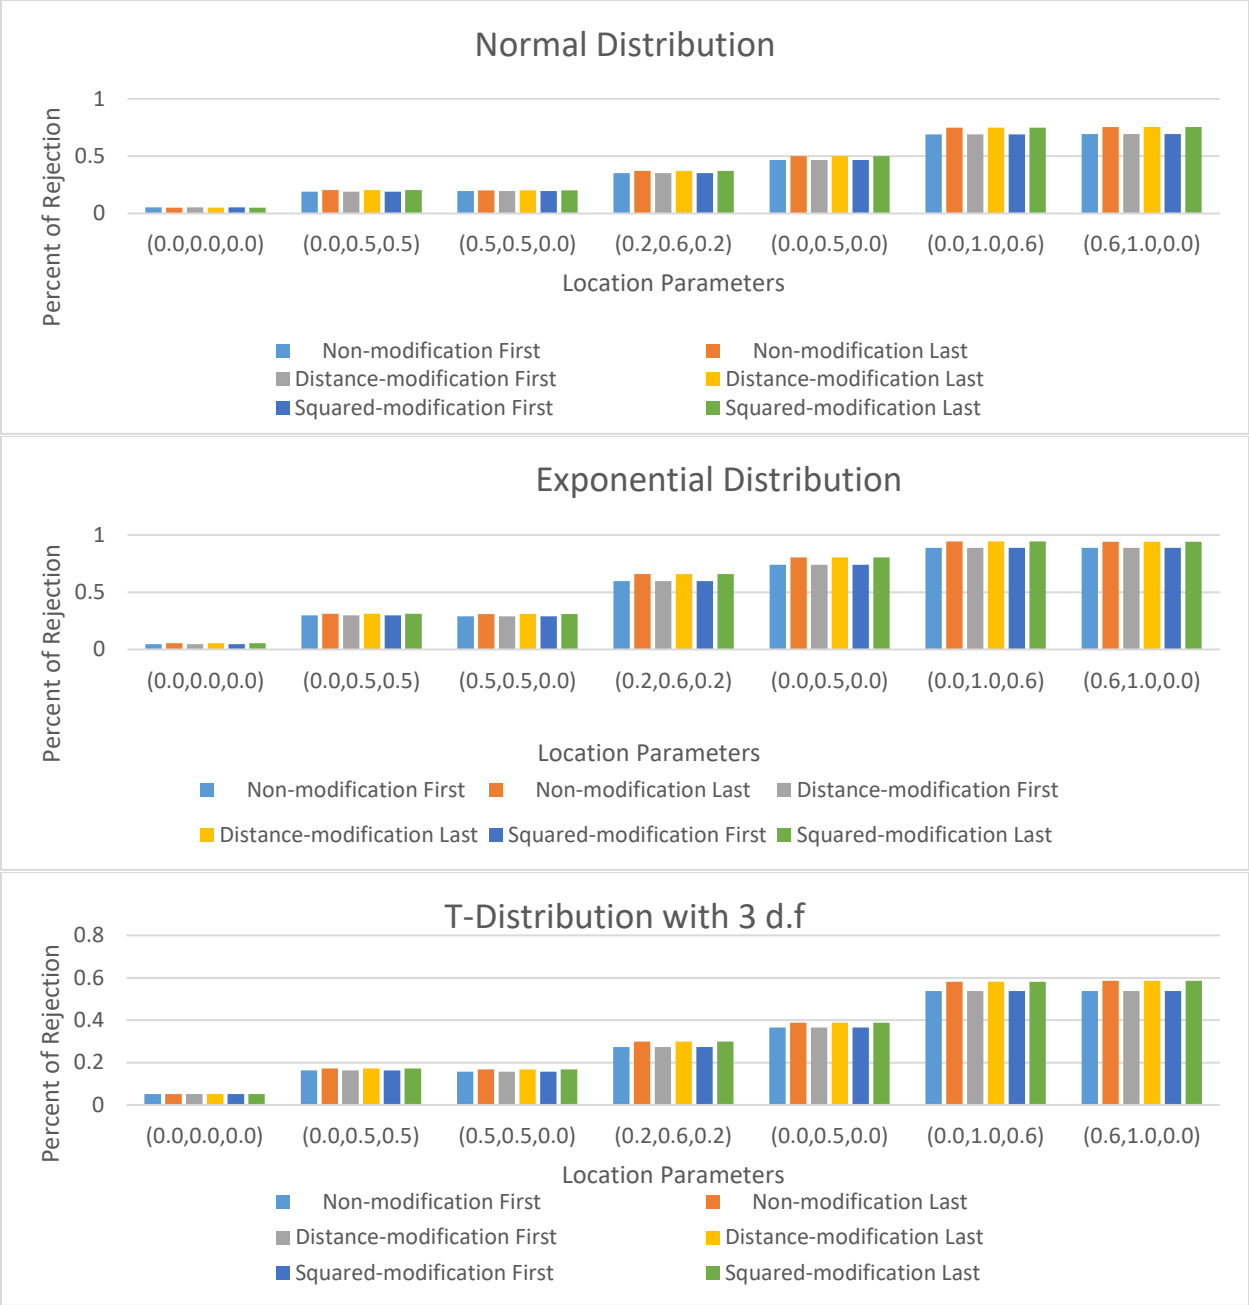 Normal Distribution
Percent of Rejection
1
0.5
0
(0.0,0.0,0.0) (0.0,0.5,0.5) (0.5,0.5,0.0) (0.2,0.6,0.2) (0.0,0.5,0.0) (0.0,1.0,0.6) (0.6,1.0,0.0)
Location Parameters
Non-modification First Non-modification Last
Distance-modification First Distance-modification Last
Squared-modification First Squared-modification Last
Exponential Distribution
Percent of Rejection
1
0.5
0
(0.0,0.0,0.0) (0.0,0.5,0.5) (0.5,0.5,0.0) (0.2,0.6,0.2) (0.0,0.5,0.0) (0.0,1.0,0.6) (0.6,1.0,0.0)
Location Parameters
Non-modification First Non-modification Last Distance-modification First
Distance-modification Last Squared-modification First Squared-modification Last
T-Distribution with 3 d.f
Percent of Rejection
0.8
0.6
0.4
0.2
0
(0.0,0.0,0.0) (0.0,0.5,0.5) (0.5,0.5,0.0) (0.2,0.6,0.2) (0.0,0.5,0.0) (0.0,1.0,0.6) (0.6,1.0,0.0)
Location Parameters
Non-modification First Non-modification Last
Distance-modification First Distance-modification Last
Squared-modification First Squared-modification Last